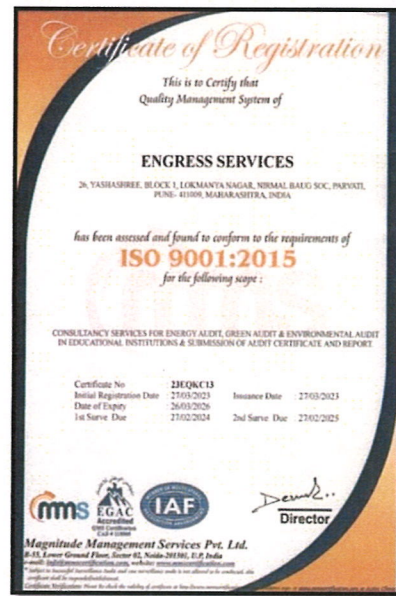 Certificate of Registration
This is to Certify that
Quality Management System of
ENGRESS SERVICES
26, YASHASHREE, BLOCK 1, LOKMANYA NAGAR, NIRMAL BAUG SOC, PARVATI,
PUNE- 411009, MAHARASHTRA, INDIA
has been assessed and found to conform to the requirements of
ISO 9001:2015
for the following scope :
CONSULTANCY SERVICES FOR ENERGY AUDIT, GREEN AUDIT & ENVIRONMENTAL AUDIT
IN EDUCATIONAL INSTITUTIONS & SUBMISSION OF AUDIT CERTIFICATE AND REPORT
Certificate No 23EQKC13
Initial Registration Date 27/03/2023 Issuance Date 27/03/2023
Date of Expiry 26/03/2026
1st Surve Due 27/02/2024 2nd Surve Due 27/02/2025
mms
EGAC
Accredited
IAF
Director
Magnitude Management Services Pvt. Ltd.
Lower Ground Floor, Sector 02, Noida-201301, U.P, India